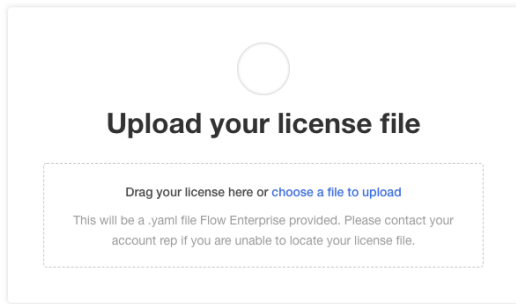 Upload your license file
Drag your license here or choose a file to upload
This will be a .yaml file Flow Enterprise provided. Please contact your
account rep if you are unable to locate your license file.